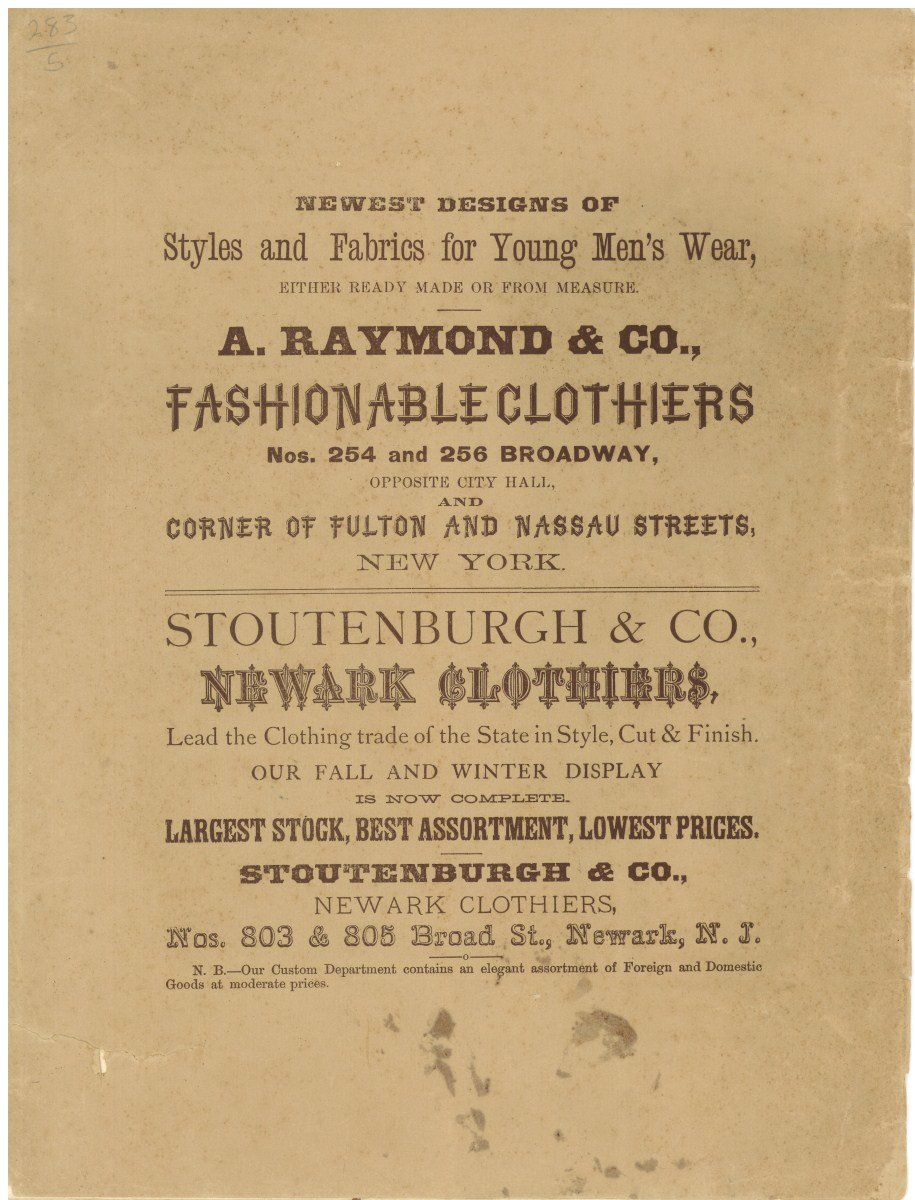 283
5
NEWEST DESIGNS OF
Styles and Fabrics for Young Men's Wear,
EITHER READY MADE OR FROM MEASURE.
A. RAYMOND & CO.,
FASHIONABLE CLOTHIERS
Nos. 254 and 256 BROADWAY,
OPPOSITE CITY HALL,
AND
CORNER OF FULTON AND NASSAU STREETS,
NEW YORK.
STOUTENBURGH & CO.,
NEWARK CLOTHIERS,
Lead the Clothing trade of the State in Style, Cut & Finish.
OUR FALL AND WINTER DISPLAY
IS NOW COMPLETE.
LARGEST STOCK, BEST ASSORTMENT, LOWEST PRICES.
STOUTENBURGH & CO.,
NEWARK CLOTHIERS,
Nos. 803 & 805 Broad St., Newark, N. J.
N. B.—Our Custom Department contains an elegant assortment of Foreign and Domestic
Goods at moderate prices.